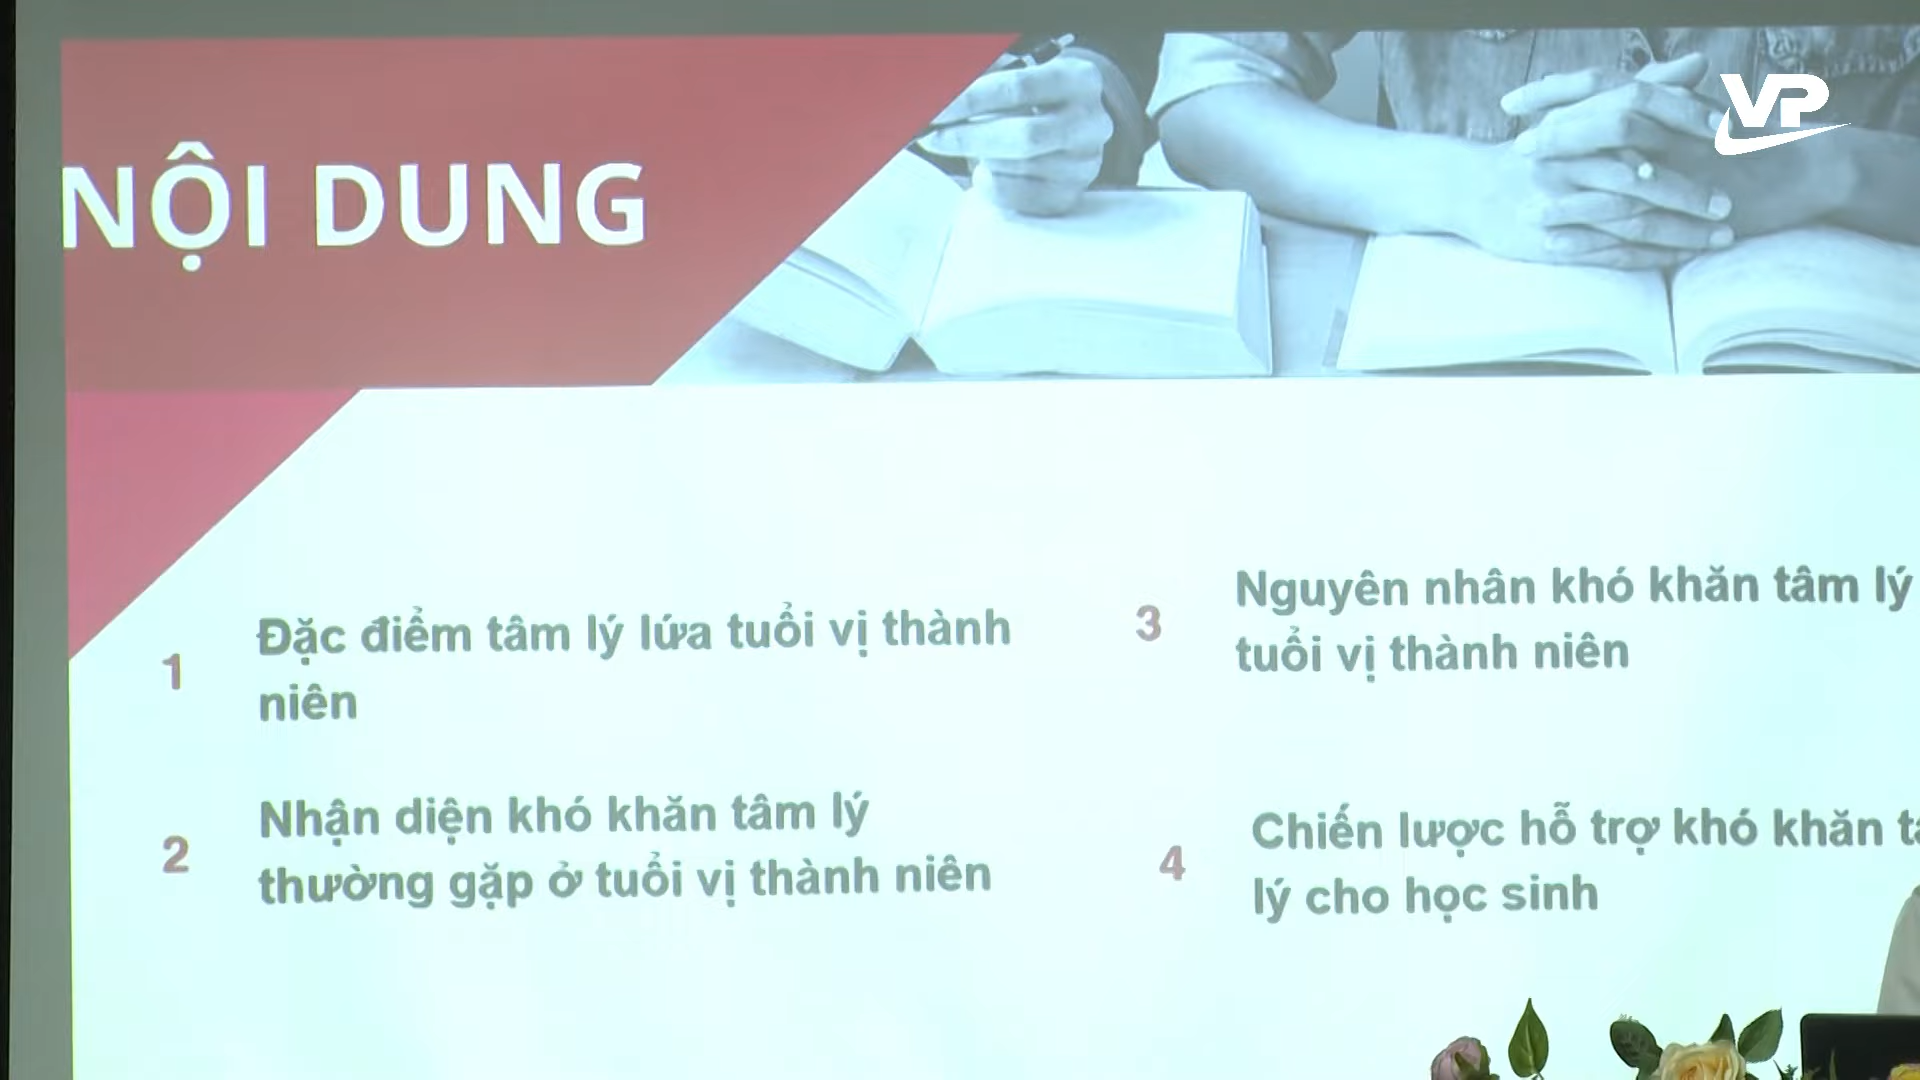 VP
NỘI DUNG
1
Đặc điểm tâm lý lứa tuổi vị thành
niên
2
Nhận diện khó khăn tâm lý
thường gặp ở tuổi vị thành niên
3
Nguyên nhân khó khăn tâm lý
tuổi vị thành niên
4
Chiến lược hỗ trợ khó khăn
lý cho học sinh